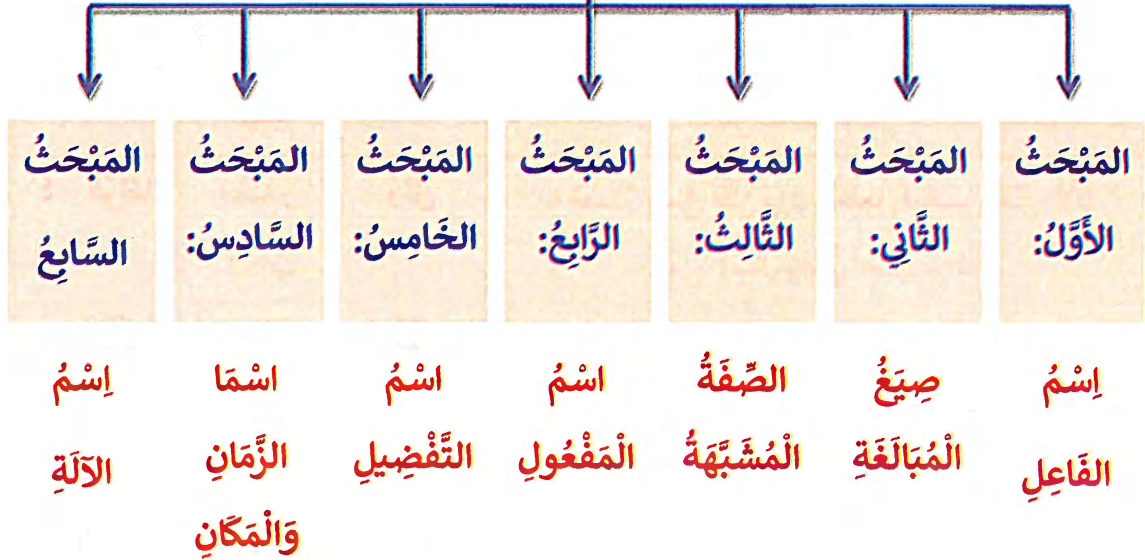 المَبْحَثُ
الأَوَّلُ:
اِسْمُ
الفَاعِلِ
المَبْحَثُ
الثَّانِي:
صِيَغُ
الْمُبَالَغَةِ
المَبْحَثُ
الثَّالِثُ:
الصِّفَةُ
الْمُشَبَّهَةُ
المَبْحَثُ
الرَّابِعُ:
اسْمُ
الْمَفْعُولِ
المَبْحَثُ
الخَامِسُ:
اسْمُ
التَّفْضِيلِ
المَبْحَثُ
السَّادِسُ:
اسْمَا
الزَّمَانِ
وَالْمَكَانِ
المَبْحَثُ
السَّابِعُ
اِسْمُ
الآلَةِ